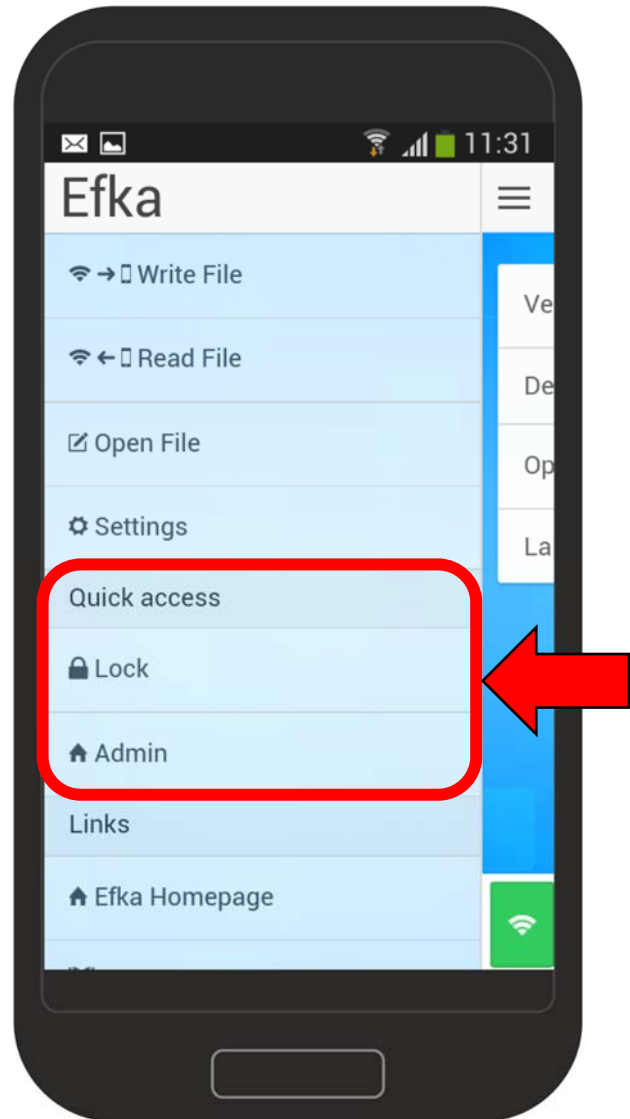 11:31
Efka
Write File
Read File
Open File
Settings
Quick access
Lock
Admin
Links
Efka Homepage
Ve
De
Op
La